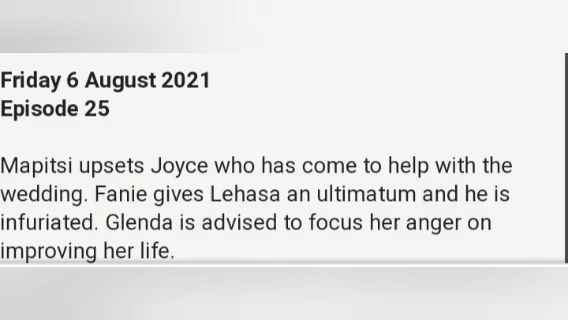 Friday 6 August 2021
Episode 25
Mapitsi upsets Joyce who has come to help with the
wedding. Fanie gives Lehasa an ultimatum and he is
infuriated. Glenda is advised to focus her anger on
improving her life.